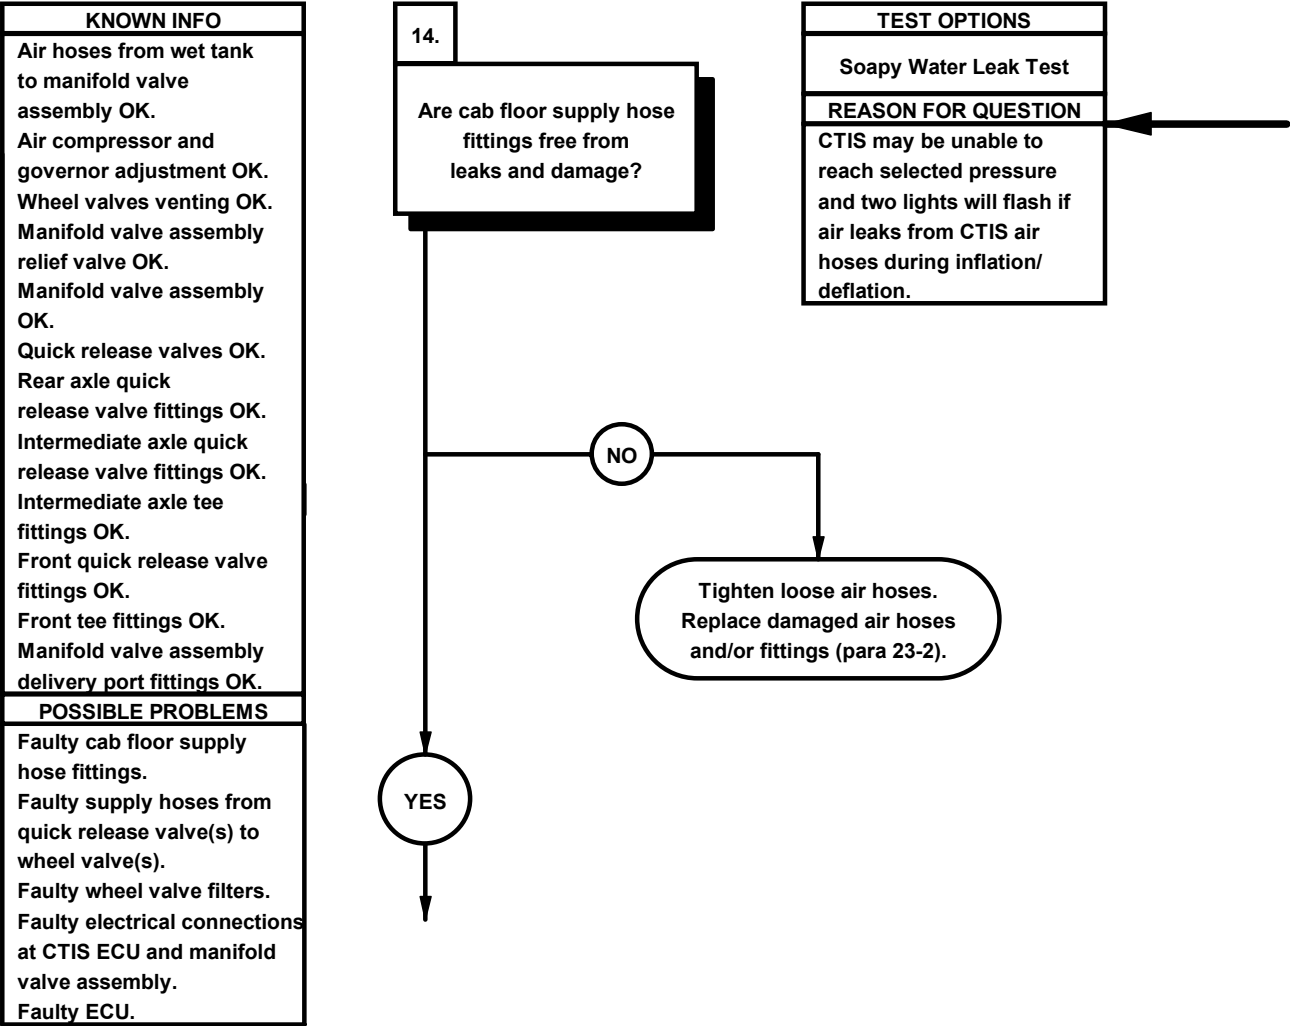 KNOWN INFO
Air hoses from wet tank
to manifold valve
assembly OK.
Air compressor and
governor adjustment OK.
Wheel valves venting OK.
Manifold valve assembly
relief valve OK.
Manifold valve assembly
OK.
Quick release valves OK.
Rear axle quick
release valve fittings OK.
Intermediate axle quick
release valve fittings OK.
Intermediate axle tee
fittings OK.
Front quick release valve
fittings OK.
Front tee fittings OK.
Manifold valve assembly
delivery port fittings OK.
POSSIBLE PROBLEMS
Faulty cab floor supply
hose fittings.
Faulty supply hoses from
quick release valve(s) to
wheel valve(s).
Faulty wheel valve filters.
Faulty electrical connections
at CTIS ECU and manifold
valve assembly.
Faulty ECU.
14.
Are cab floor supply hose
fittings free from
leaks and damage?
TEST OPTIONS
Soapy Water Leak Test
REASON FOR QUESTION
CTIS may be unable to
reach selected pressure
and two lights will flash if
air leaks from CTIS air
hoses during inflation/
deflation.
NO
Tighten loose air hoses.
Replace damaged air hoses
and/or fittings (para 23-2).
YES